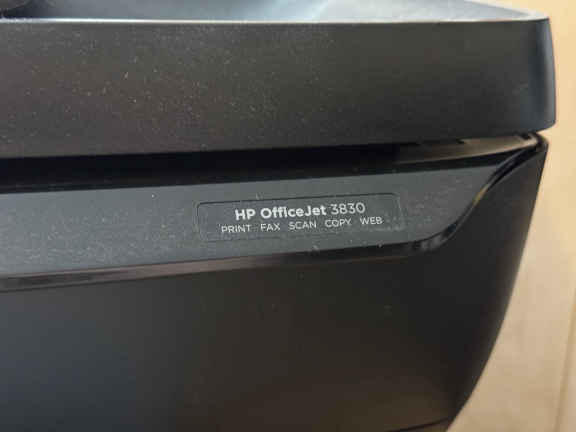 HP OfficeJet 3830
PRINT FAX SCAN COPY WEB